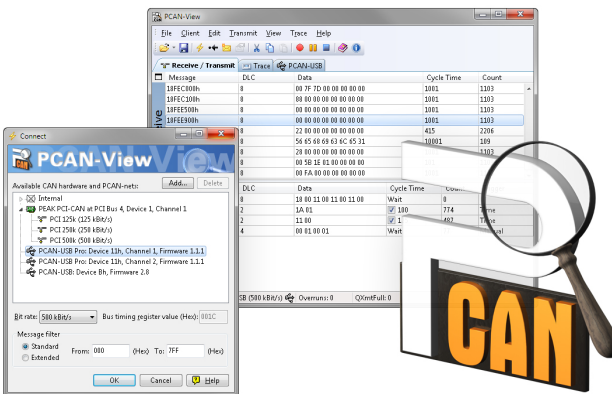 PCAN-View
File Client Edit Transmit View Trace Help
Receive / Transmit Trace PCAN-USB
Message DLC Data Cycle Time Count
18FEC800h 8 00 7F 7D 00 00 00 00 00 1001 1103
18FEC100h 8 80 80 00 00 00 00 00 00 1001 1103
18FEE500h 8 00 00 00 00 00 00 00 00 1001 1103
18FEE900h 8 00 00 00 00 00 00 00 00 1001 1103
8 22 00 00 00 00 00 00 00 415 2206
8 56 65 68 69 63 6C 65 31 10001 189
8 28 00 00 00 00 00 00 00 1103
8 00 5B 1E 81 00 00 00 00
8 00 FA 00 00 00 00 00 00
DLC Data Cycle Time
8 18 00 11 00 11 00 11 00 Wait 0
2 1A 01 100 774 Time
2 11 00 487
4 00 01 00 01 Wait
SB (500 kBit/s) Overruns: 0 QXmtFull: 0
Connect
PCAN-View
Available CAN hardware and PCAN-nets: Add... Delete
Internal
PEAK PCI-CAN at PCI Bus 4, Device 1, Channel 1
PCI 125k (125 kBit/s)
PCI 250k (250 kBit/s)
PCI 500k (500 kBit/s)
PCAN-USB Pro: Device 11h, Channel 1, Firmware 1.1.1
PCAN-USB Pro: Device 11h, Channel 2, Firmware 1.1.1
PCAN-USB: Device Bh, Firmware 2.8
Bit rate: 500 kBit/s Bus timing register value (Hex): 001C
Message filter
Standard
Extended
From: 000 (Hex) To: 7FF (Hex)
OK Cancel Help
CAN